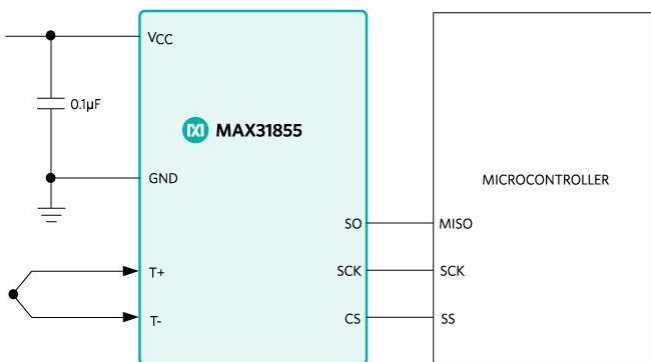 VCC
0.1µF
MAX31855
GND
MICROCONTROLLER
SO
MISO
T+
SCK
SCK
T-
CS
SS